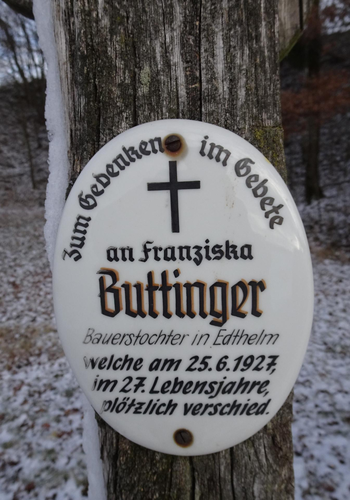 Zum Gedenken im Gebete
an Franziska
Buttinger
Bauerstochter in Edthelm
welche am 25.6.1927,
im 27. Lebensjahre,
plötzlich verschied.